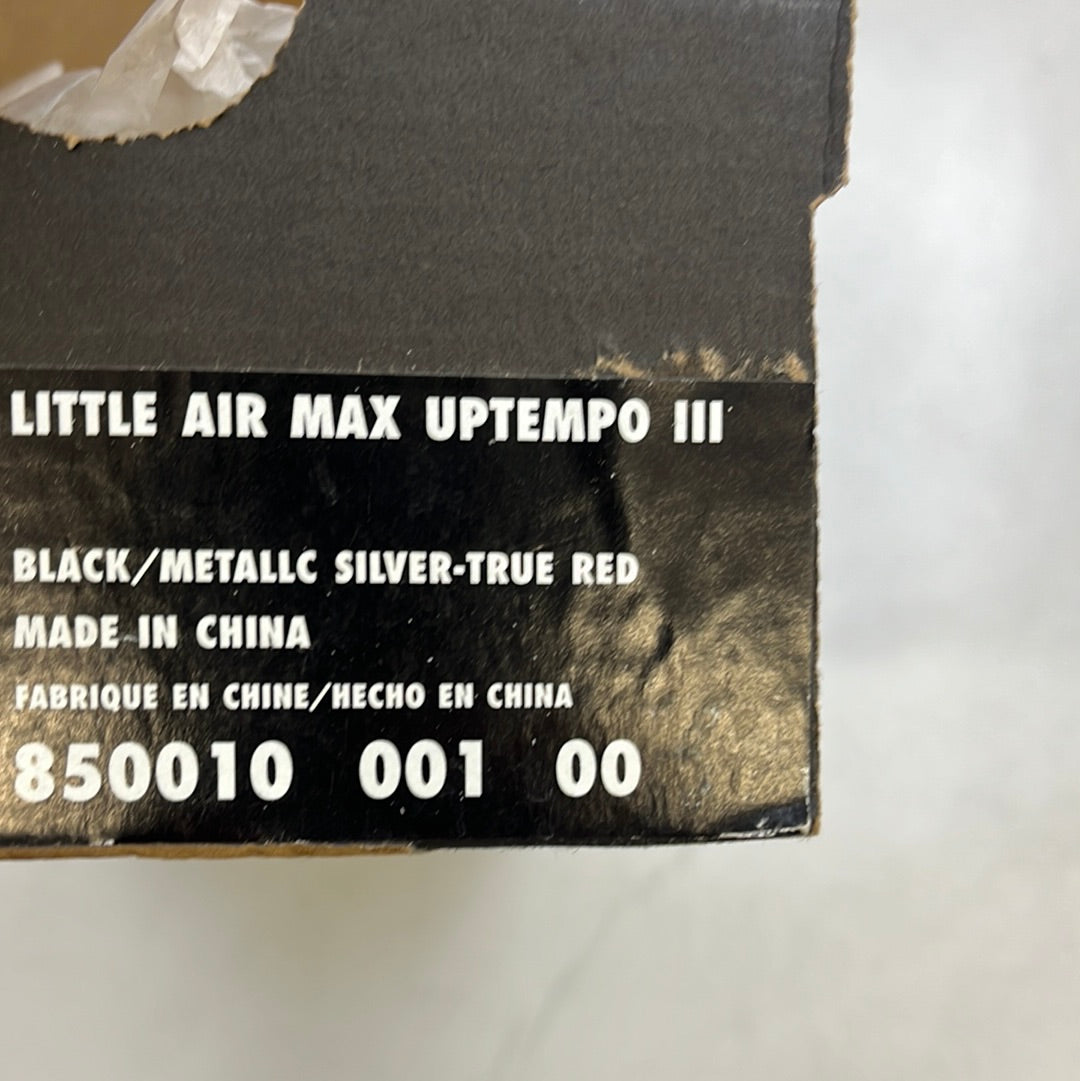 LITTLE AIR MAX UPTEMPO III
BLACK/METALLC SILVER-TRUE RED
MADE IN CHINA
FABRIQUE EN CHINE/HECHO EN CHINA
850010 001 00